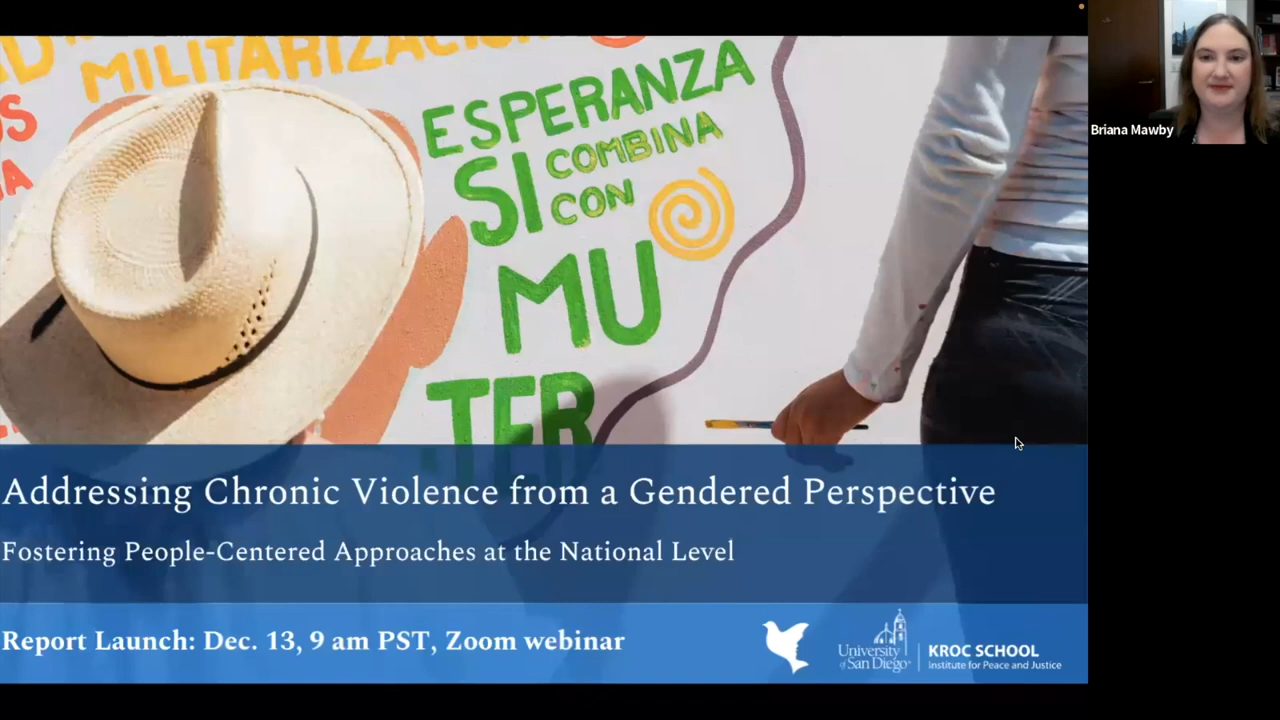 MILITARIZACIÓN
OS
ESPERANZA
SI COMBINA
CON
MU
TER
Briana Mawby
Addressing Chronic Violence from a Gendered Perspective
Fostering People-Centered Approaches at the National Level
Report Launch: Dec. 13, 9 am PST, Zoom webinar
University
of San Diego®
KROC SCHOOL
Institute for Peace and Justice